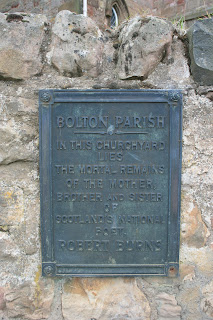 BOLTON PARISH
IN THIS CHURCHYARD
LIES
THE MORTAL REMAINS
OF THE MOTHER
BROTHER AND SISTER
OF
SCOTLAND'S NATIONAL
POET
ROBERT BURNS